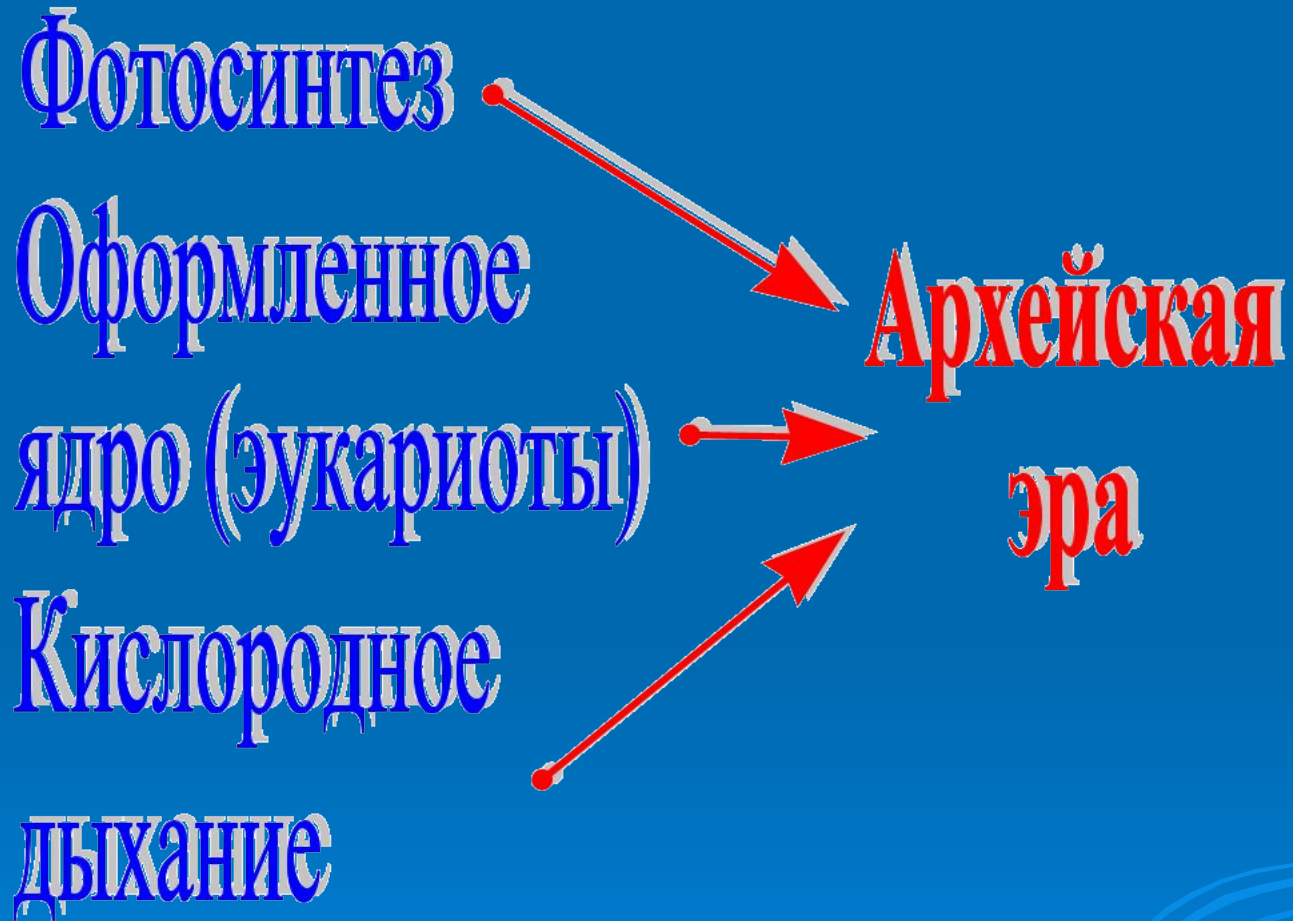 Фотосинтез
Оформленное
ядро (эукариоты)
Кислородное
дыхание
Архейская
эра